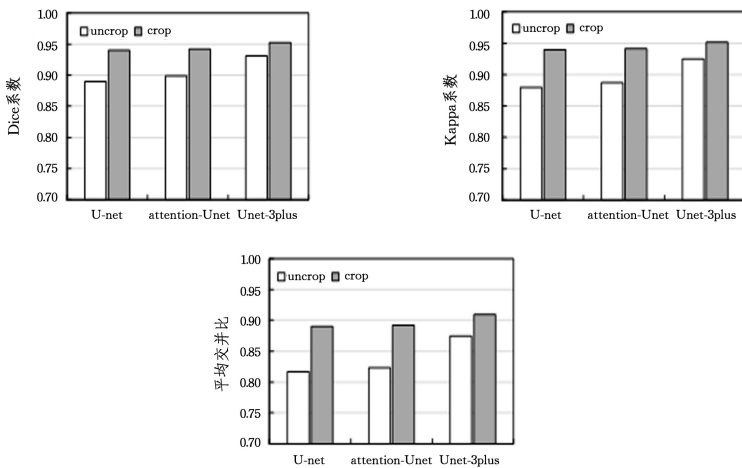 1.00
0.95
0.90
0.85
0.80
0.75
0.70
Dice系数
uncrop crop
U-net attention-Unet Unet-3plus
1.00
0.95
0.90
0.85
0.80
0.75
0.70
Kappa系数
uncrop crop
U-net attention-Unet Unet-3plus
1.00
0.95
0.90
0.85
0.80
0.75
0.70
平均交并比
uncrop crop
U-net attention-Unet Unet-3plus